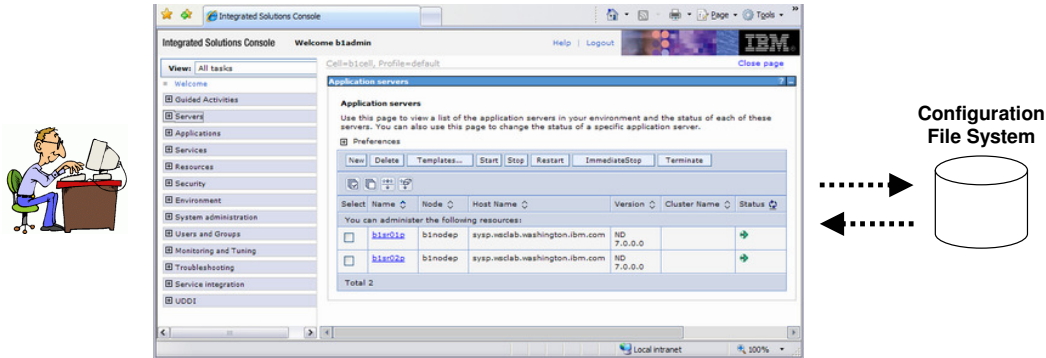 Integrated Solutions Console
Page
Tools
»
Integrated Solutions Console Welcome b1admin Help | Logout IBM.
View: All tasks
Cell=b1cell, Profile=default Close page
Welcome
Guided Activities
Servers
Applications
Services
Resources
Security
Environment
System administration
Users and Groups
Monitoring and Tuning
Troubleshooting
Service integration
UDDI
Application servers ? -
Application servers
Use this page to view a list of the application servers in your environment and the status of each of these
servers. You can also use this page to change the status of a specific application server.
Preferences
New Delete Templates... Start Stop Restart ImmediateStop Terminate
Select Name Node Host Name Version Cluster Name Status
You can administer the following resources:
b1sr01p b1nodep sysp.wsclab.washington.ibm.com ND
7.0.0.0
b1sr02p b1nodep sysp.wsclab.washington.ibm.com ND
7.0.0.0
Total 2
Local intranet 100%
Configuration
File System